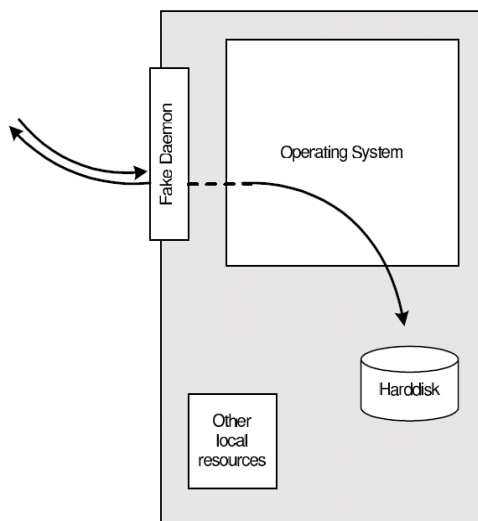 Fake Daemon
Operating System
Harddisk
Other
local
resources